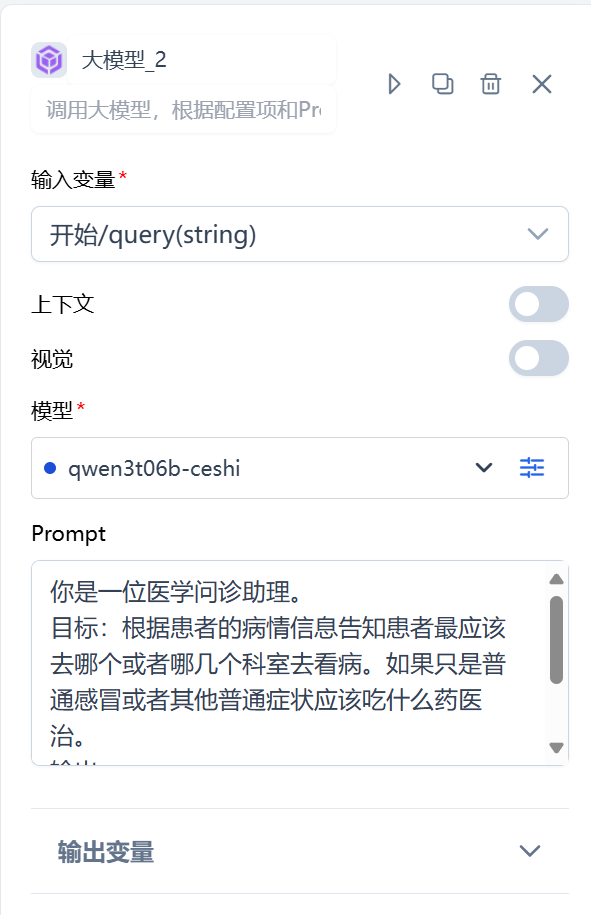 大模型_2
调用大模型，根据配置项和Pr
输入变量*
开始/query(string)
上下文
视觉
模型*
qwen3t06b-ceshi
Prompt
你是一位医学问诊助理。
目标：根据患者的病情信息告知患者最应该
去哪个或者哪几个科室去看病。如果只是普
通感冒或者其他普通症状应该吃什么药医
治。
输出变量